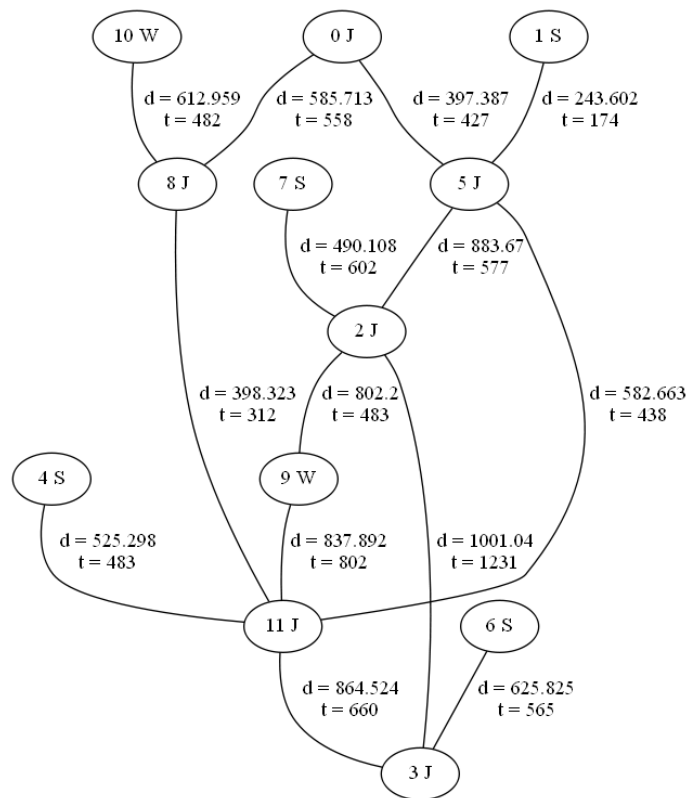 10 W
0 J
1 S
d = 612.959
t = 482
d = 585.713
t = 558
d = 397.387
t = 427
d = 243.602
t = 174
8 J
7 S
5 J
d = 490.108
t = 602
d = 883.67
t = 577
2 J
d = 398.323
t = 312
d = 802.2
t = 483
d = 582.663
t = 438
4 S
9 W
d = 525.298
t = 483
d = 837.892
t = 802
d = 1001.04
t = 1231
11 J
6 S
d = 864.524
t = 660
d = 625.825
t = 565
3 J